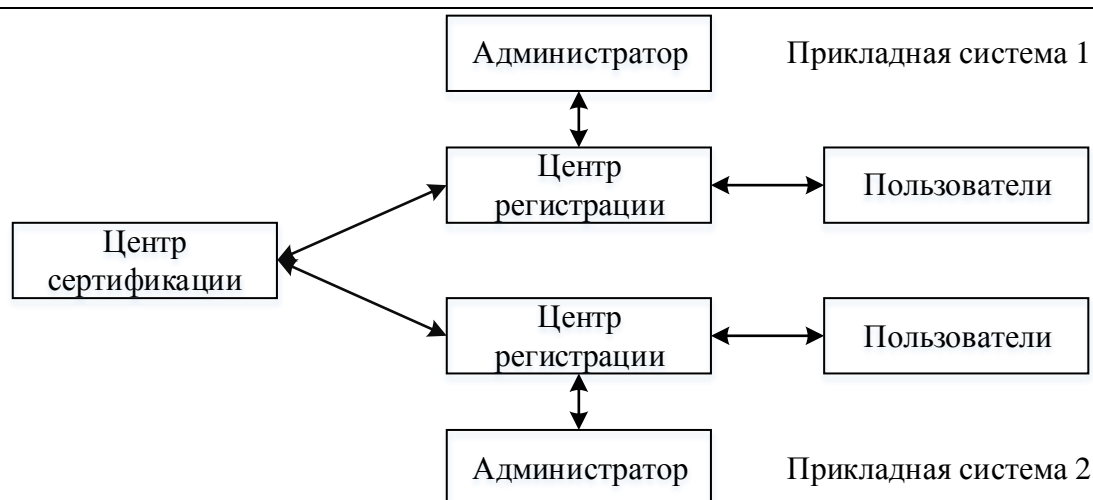 Администратор
Прикладная система 1
Центр
регистрации
Пользователи
Центр
сертификации
Центр
регистрации
Пользователи
Администратор
Прикладная система 2